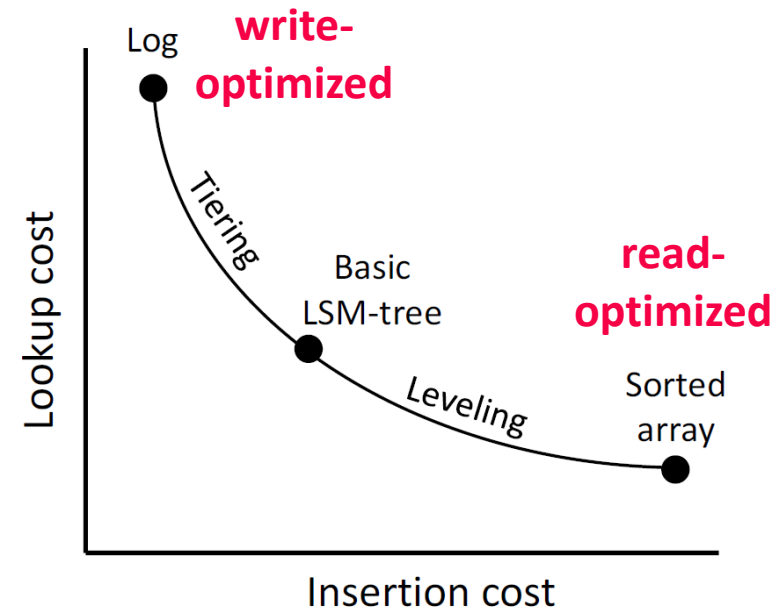 Log
write-
optimized
Tiering
Basic
LSM-tree
read-
optimized
Leveling
Sorted
array
Lookup cost
Insertion cost